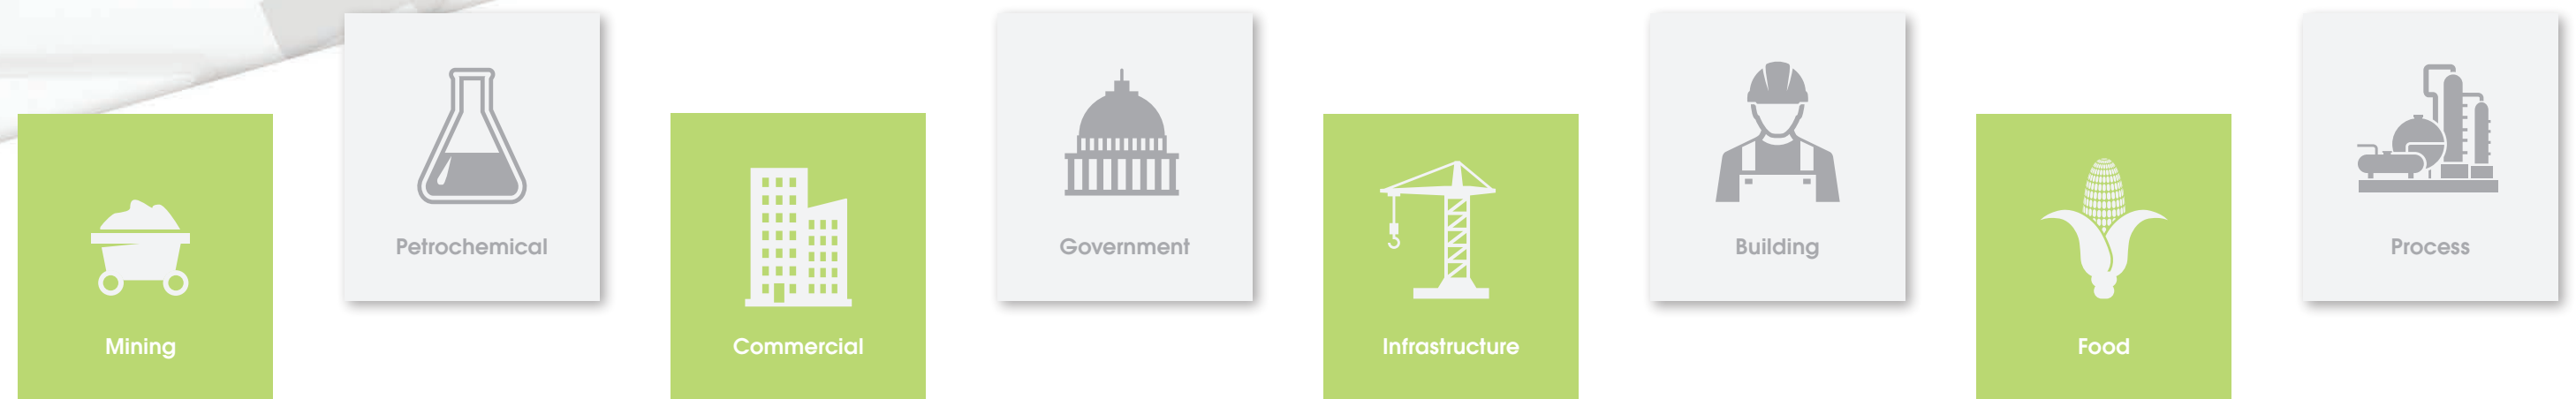 Mining
Petrochemical
Commercial
Government
Infrastructure
Building
Food
Process